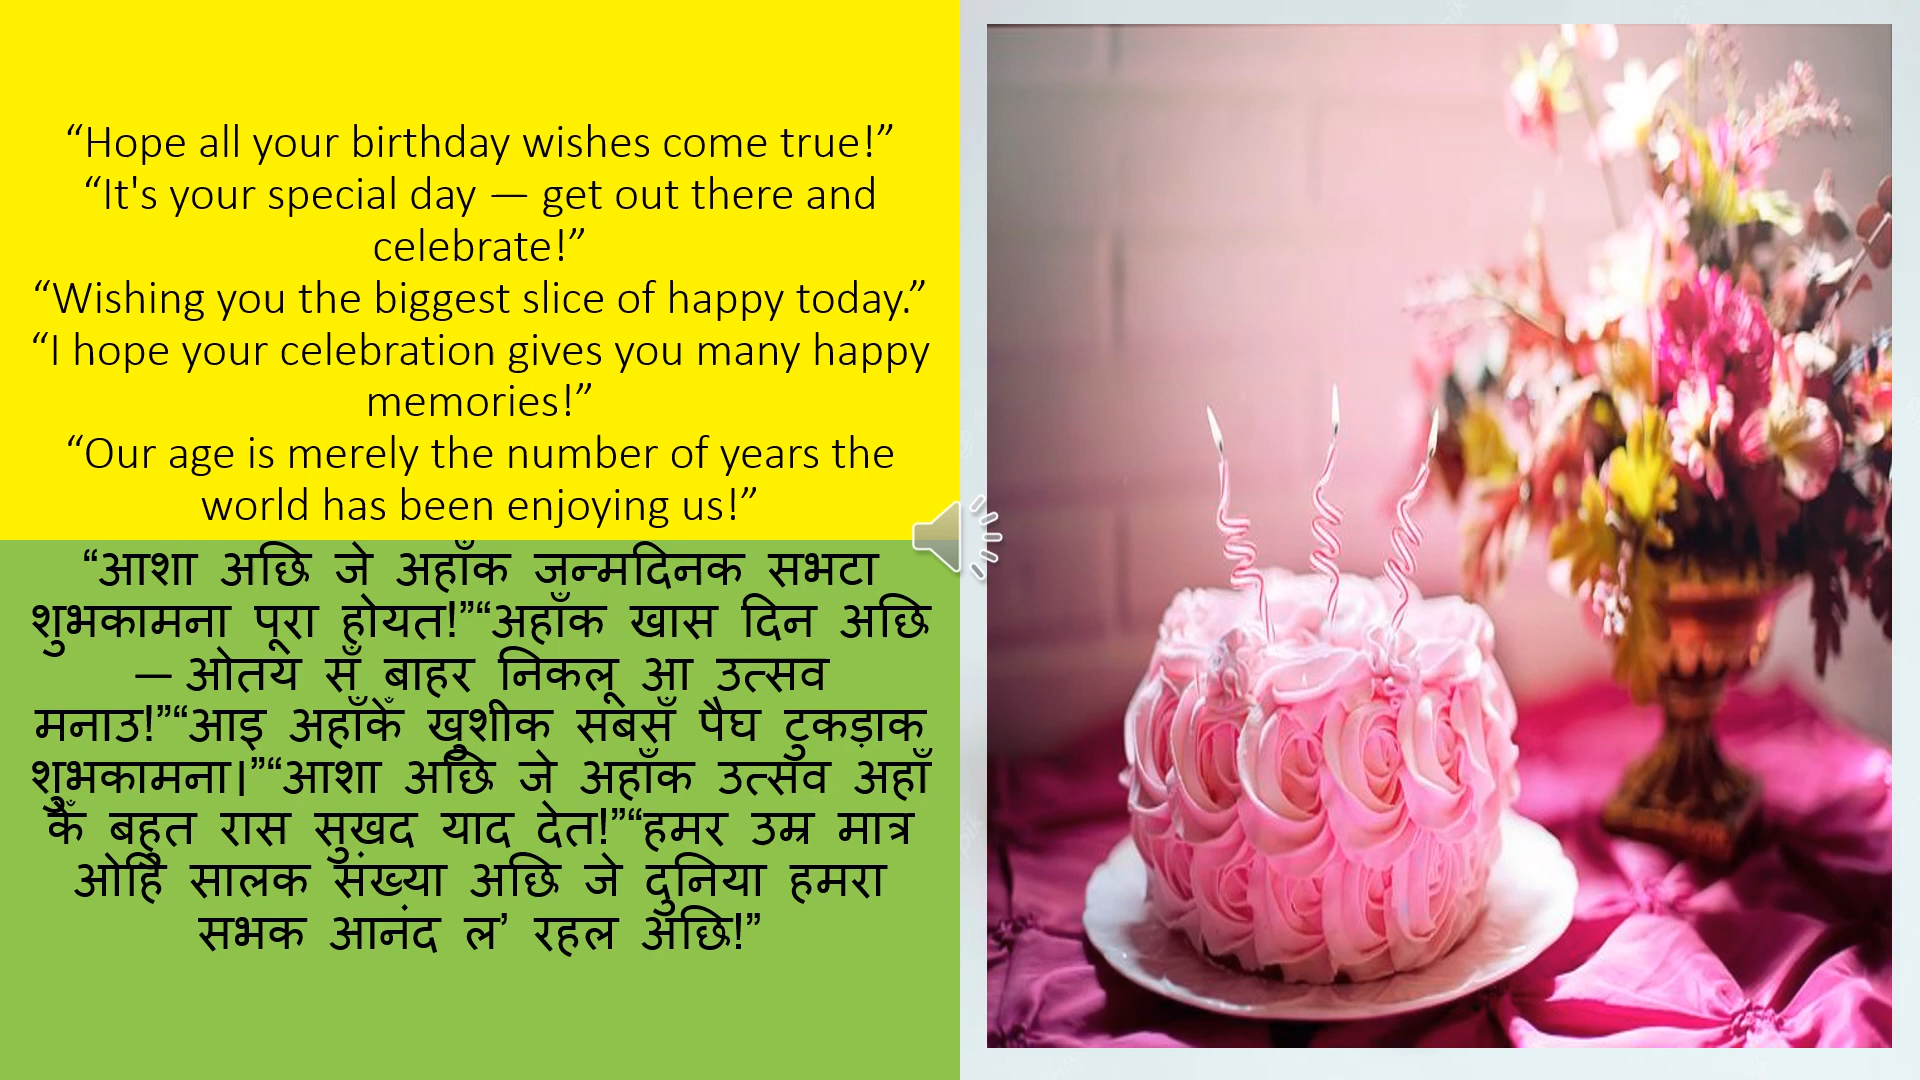 “Hope all your birthday wishes come true!”
“It's your special day — get out there and
celebrate!”
“Wishing you the biggest slice of happy today.”
“I hope your celebration gives you many happy
memories!”
“Our age is merely the number of years the
world has been enjoying us!”
“आशा अछि जे अहाँक जन्मदिनक सभटा
शुभकामना पूरा होयत!”“अहाँक खास दिन अछि
— ओतय सँ बाहर निकलू आ उत्सव
मनाउ!”“आइ अहाँकेँ खुशीक सबसँ पैघ टुकड़ाक
शुभकामना।”“आशा अछि जे अहाँक उत्सव अहाँ
केँ बहुत रास सुखद याद देत!”“हमर उम्र मात्र
ओहि सालक संख्या अछि जे दुनिया हमरा
सभक आनंद ल’ रहल अछि!”